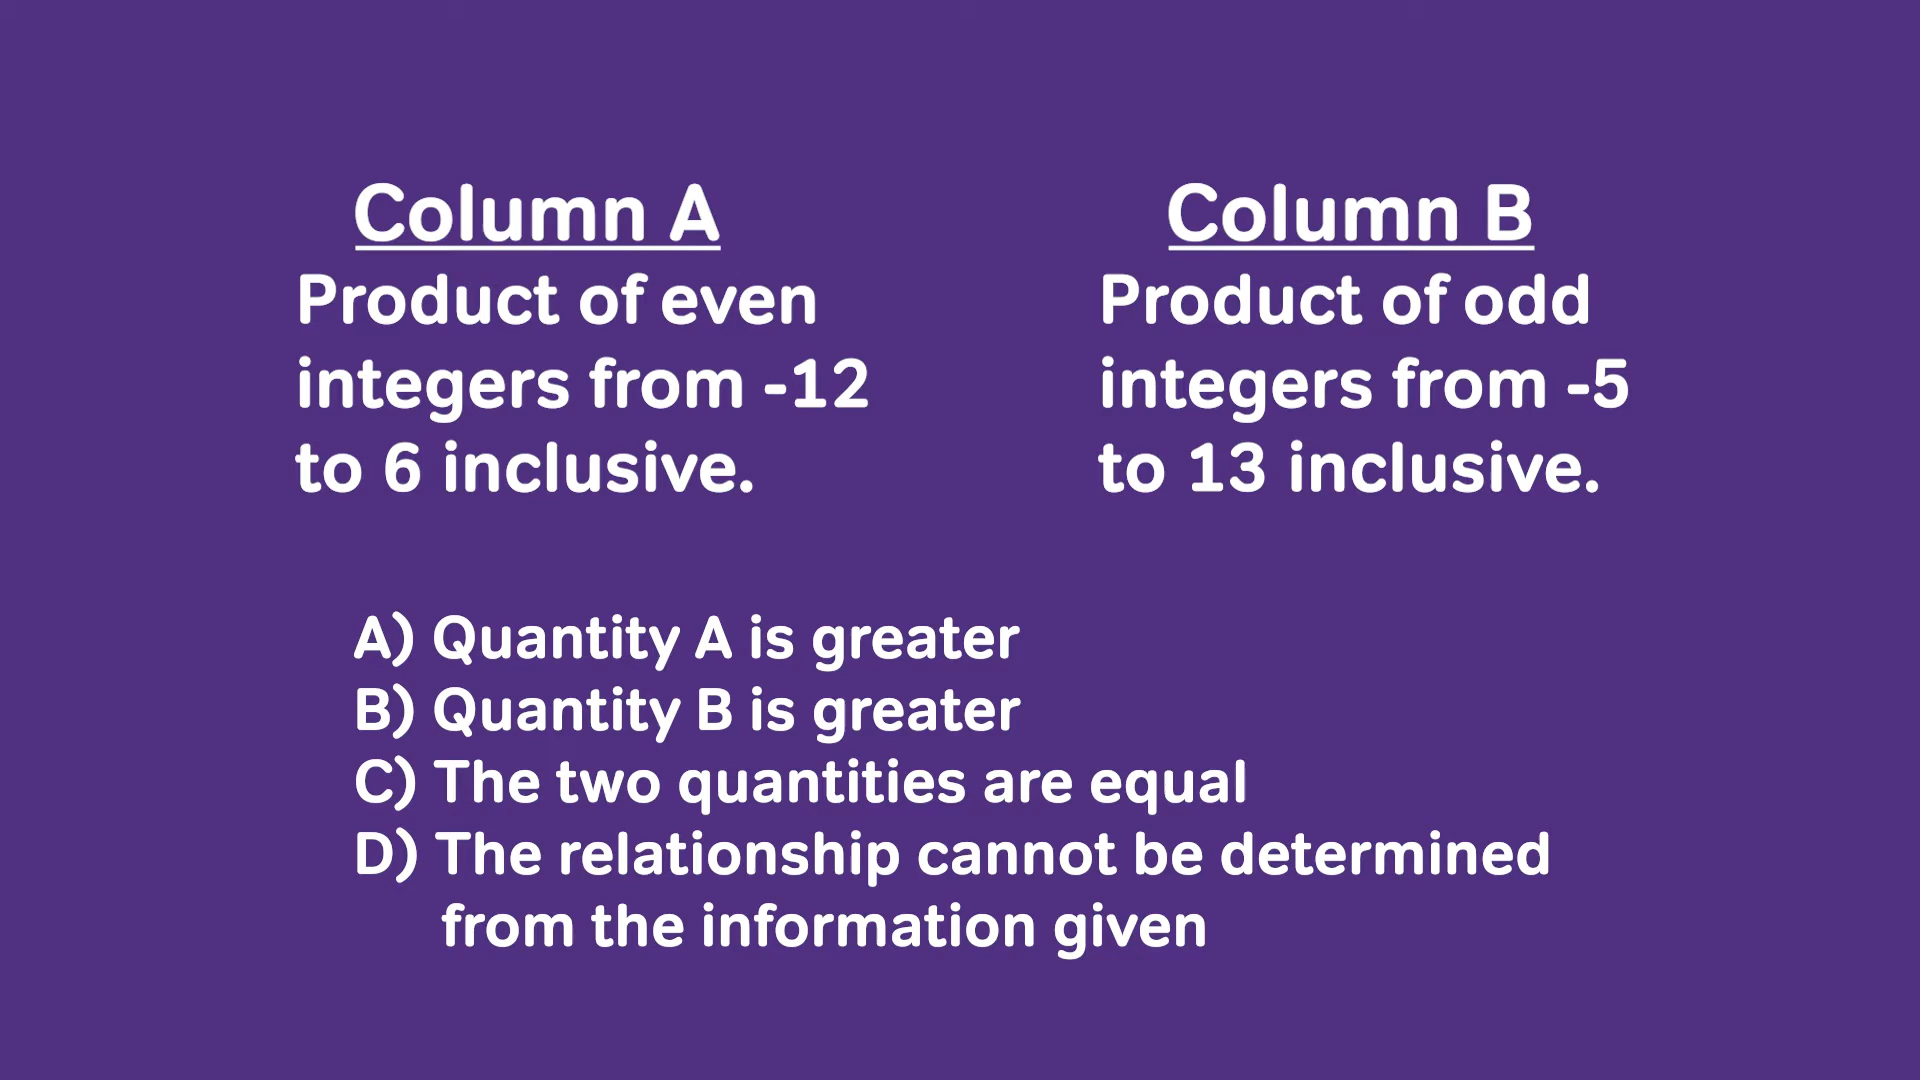 Column A
Product of even
integers from -12
to 6 inclusive.
Column B
Product of odd
integers from -5
to 13 inclusive.
A) Quantity A is greater
B) Quantity B is greater
C) The two quantities are equal
D) The relationship cannot be determined
from the information given